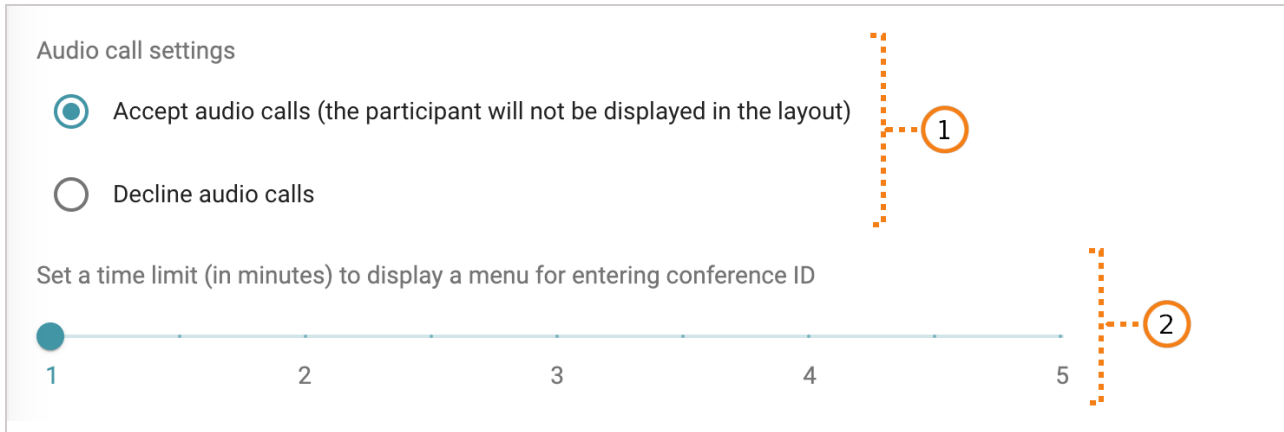 Audio call settings
Accept audio calls (the participant will not be displayed in the layout)
1
Decline audio calls
Set a time limit (in minutes) to display a menu for entering conference ID
2
1 2 3 4 5